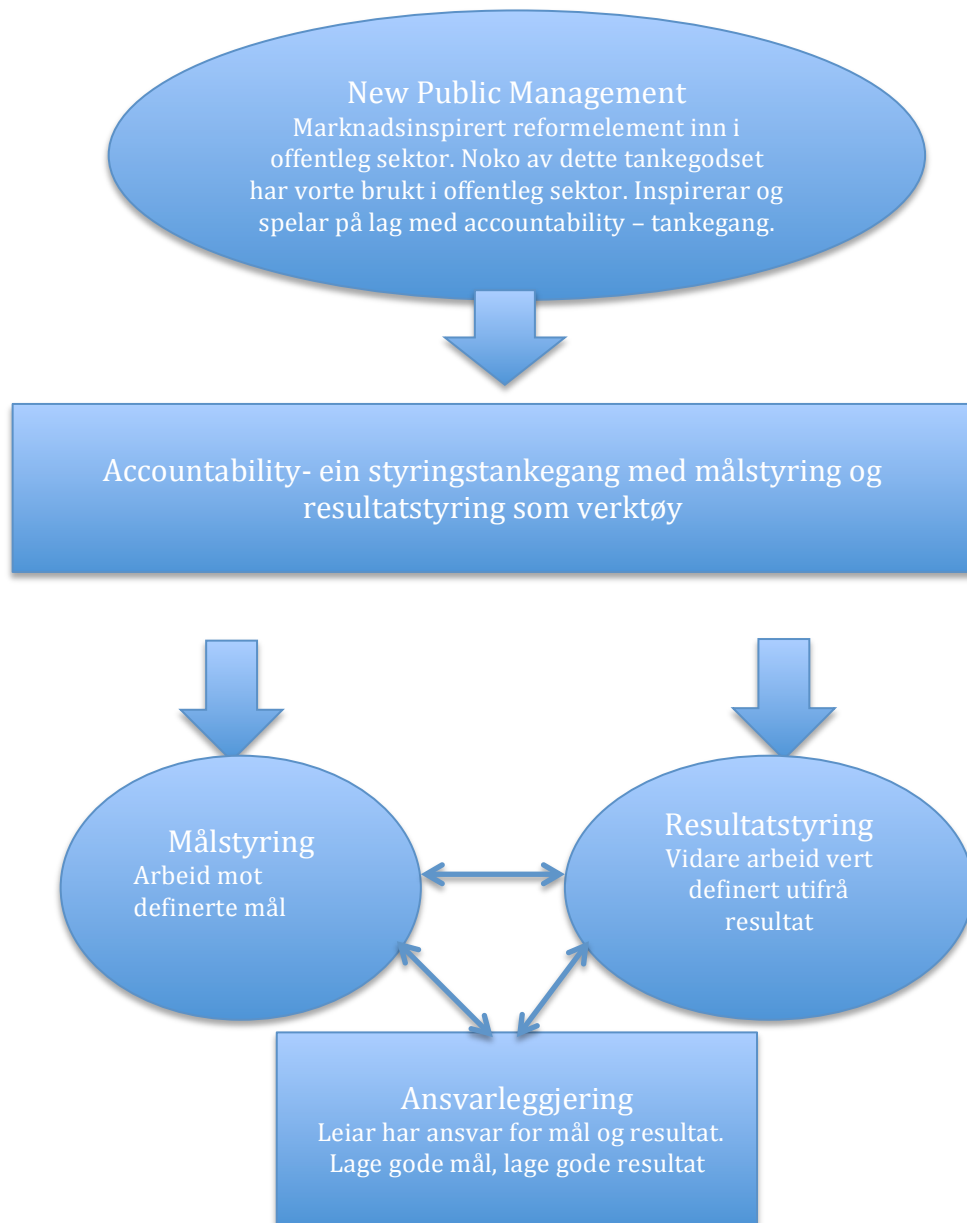 New Public Management
Marknadsinspirert reformelement inn i
offentleg sektor. Noko av dette tankegodset
har vorte brukt i offentleg sektor. Inspirerar og
spelar på lag med accountability – tankegang.
Accountability- ein styringstankegang med målstyring og
resultatstyring som verktøy
Målstyring
Arbeid mot
definerte mål
Resultatstyring
Vidare arbeid vert
definert utifrå
resultat
Ansvarleggjering
Leiar har ansvar for mål og resultat.
Lage gode mål, lage gode resultat